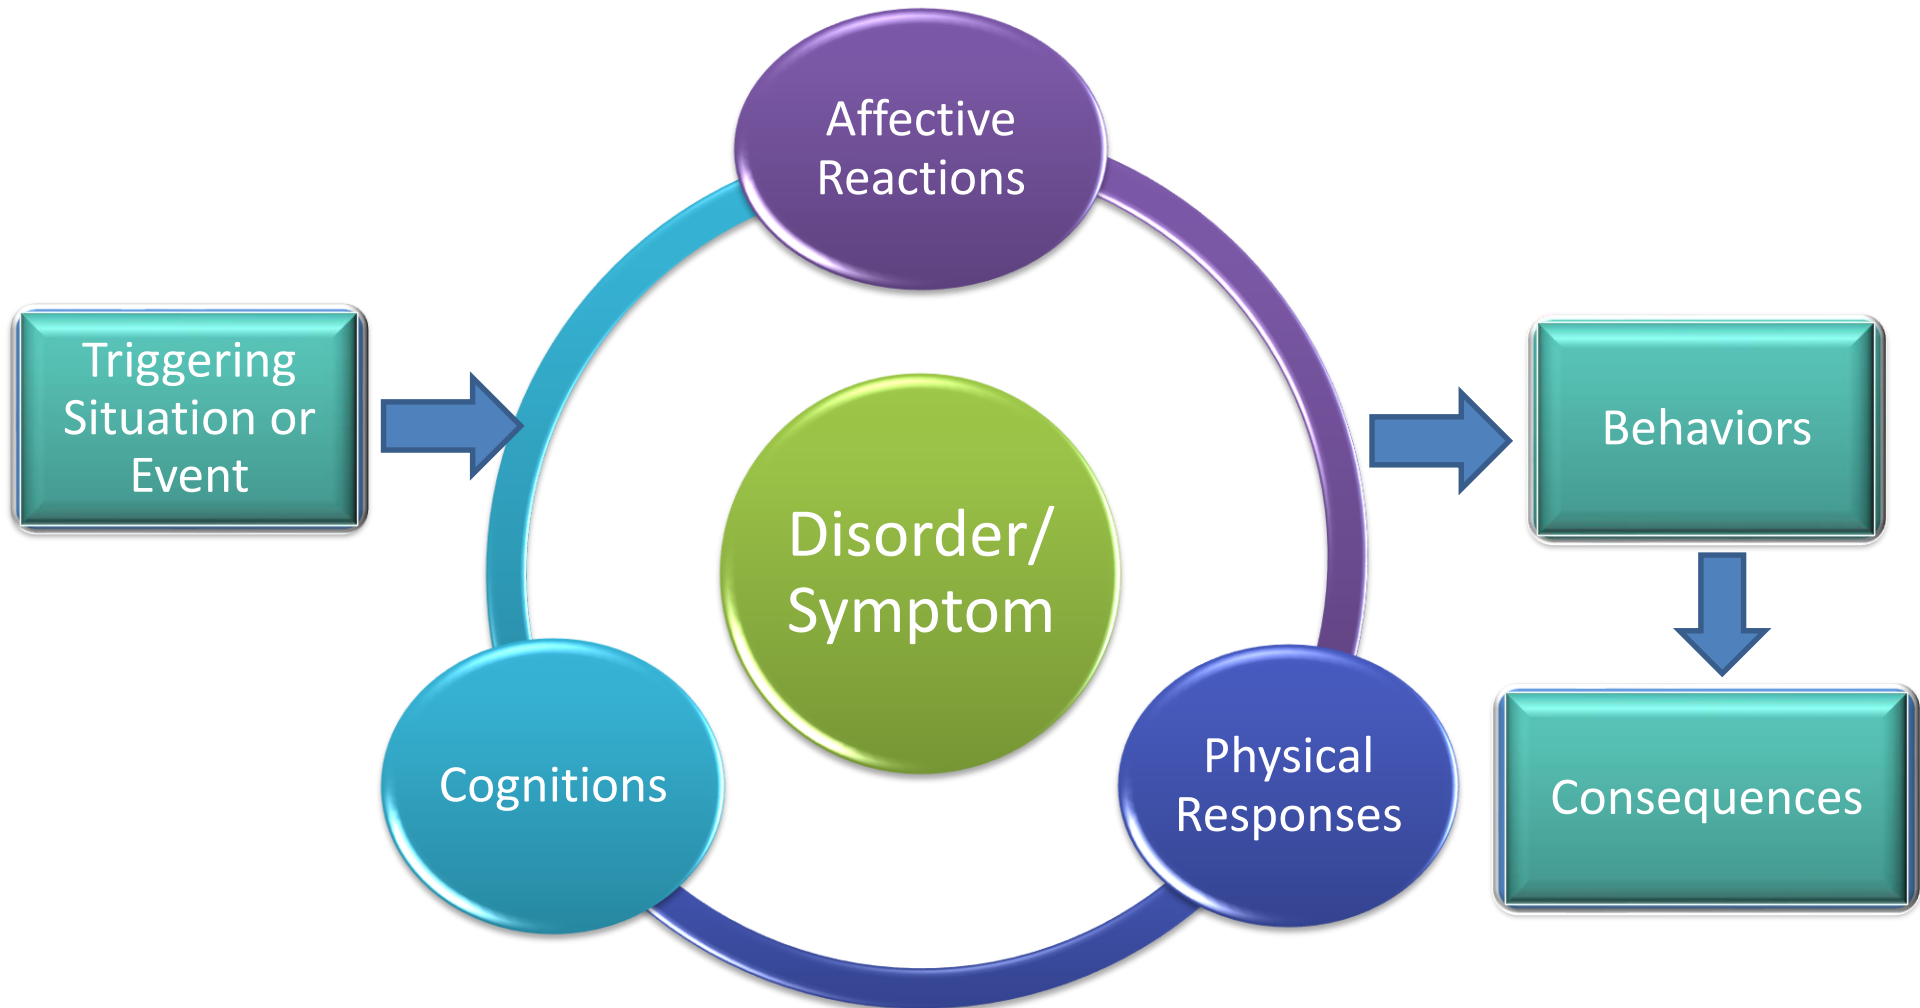 Affective
Reactions
Triggering
Situation or
Event
Disorder/
Symptom
Behaviors
Cognitions
Physical
Responses
Consequences